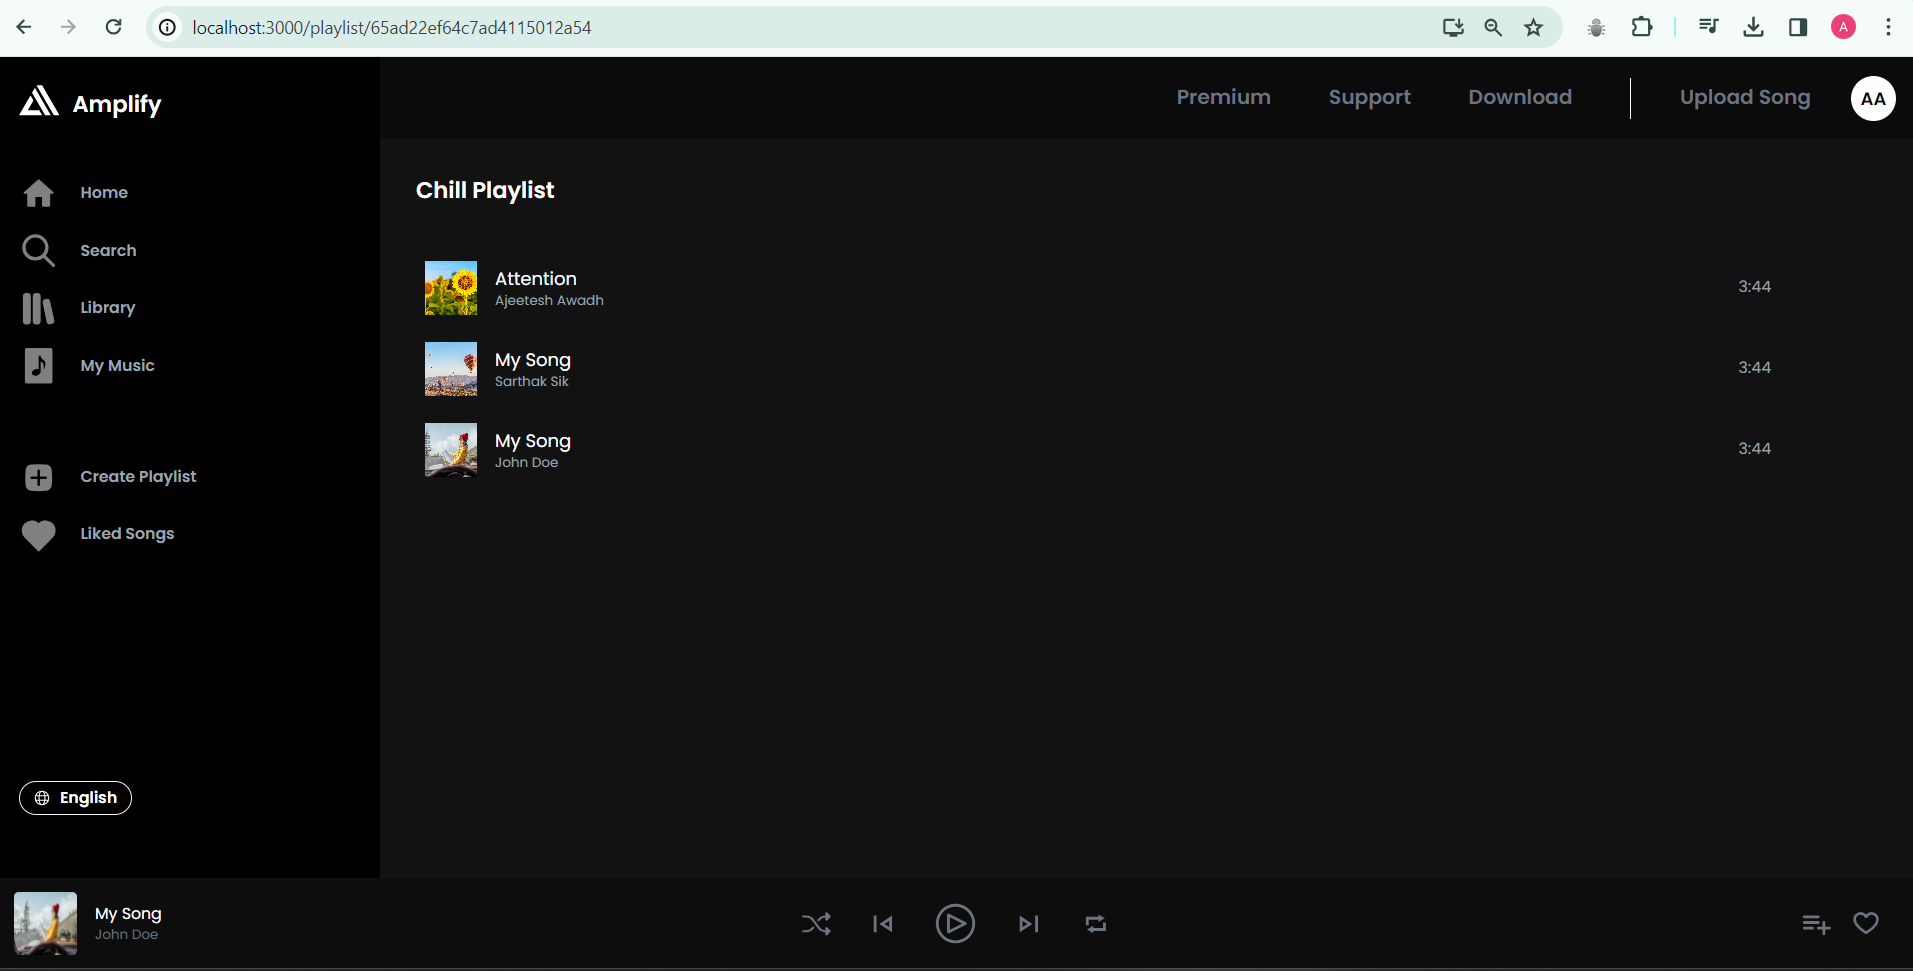 localhost:3000/playlist/65ad22ef64c7ad4115012a54
A
Amplify
Premium
Support
Download
Upload Song
AA
Home
Search
Library
My Music
Create Playlist
Liked Songs
English
Chill Playlist
Attention
Ajeetesh Awadh
3:44
My Song
Sarthak Sik
3:44
My Song
John Doe
3:44
My Song
John Doe